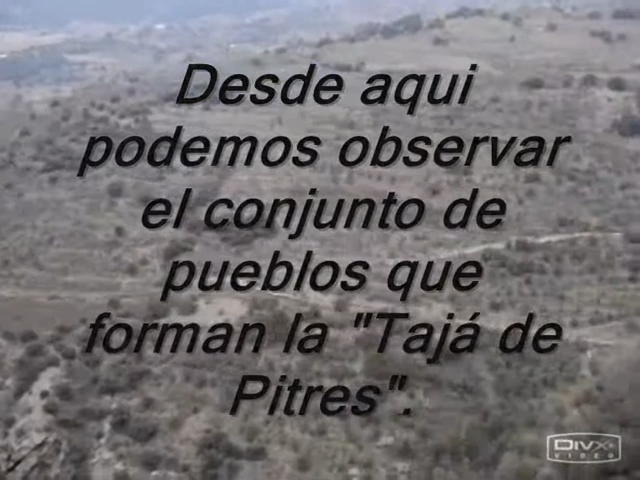 Desde aqui
podemos observar
el conjunto de
pueblos que
forman la "Tajá de
Pitres".
DIVX
VIDEO